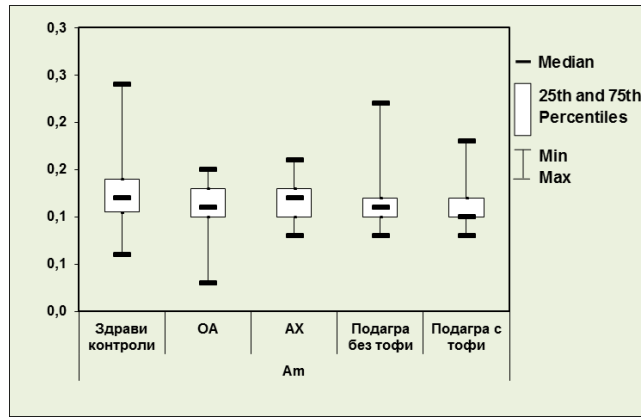 0,3
0,3
0,2
0,2
0,1
0,1
0,0
Здрави контроли
ОА
АХ
Подагра без тофи
Подагра с тофи
Am
Median
25th and 75th
Percentiles
Min
Max